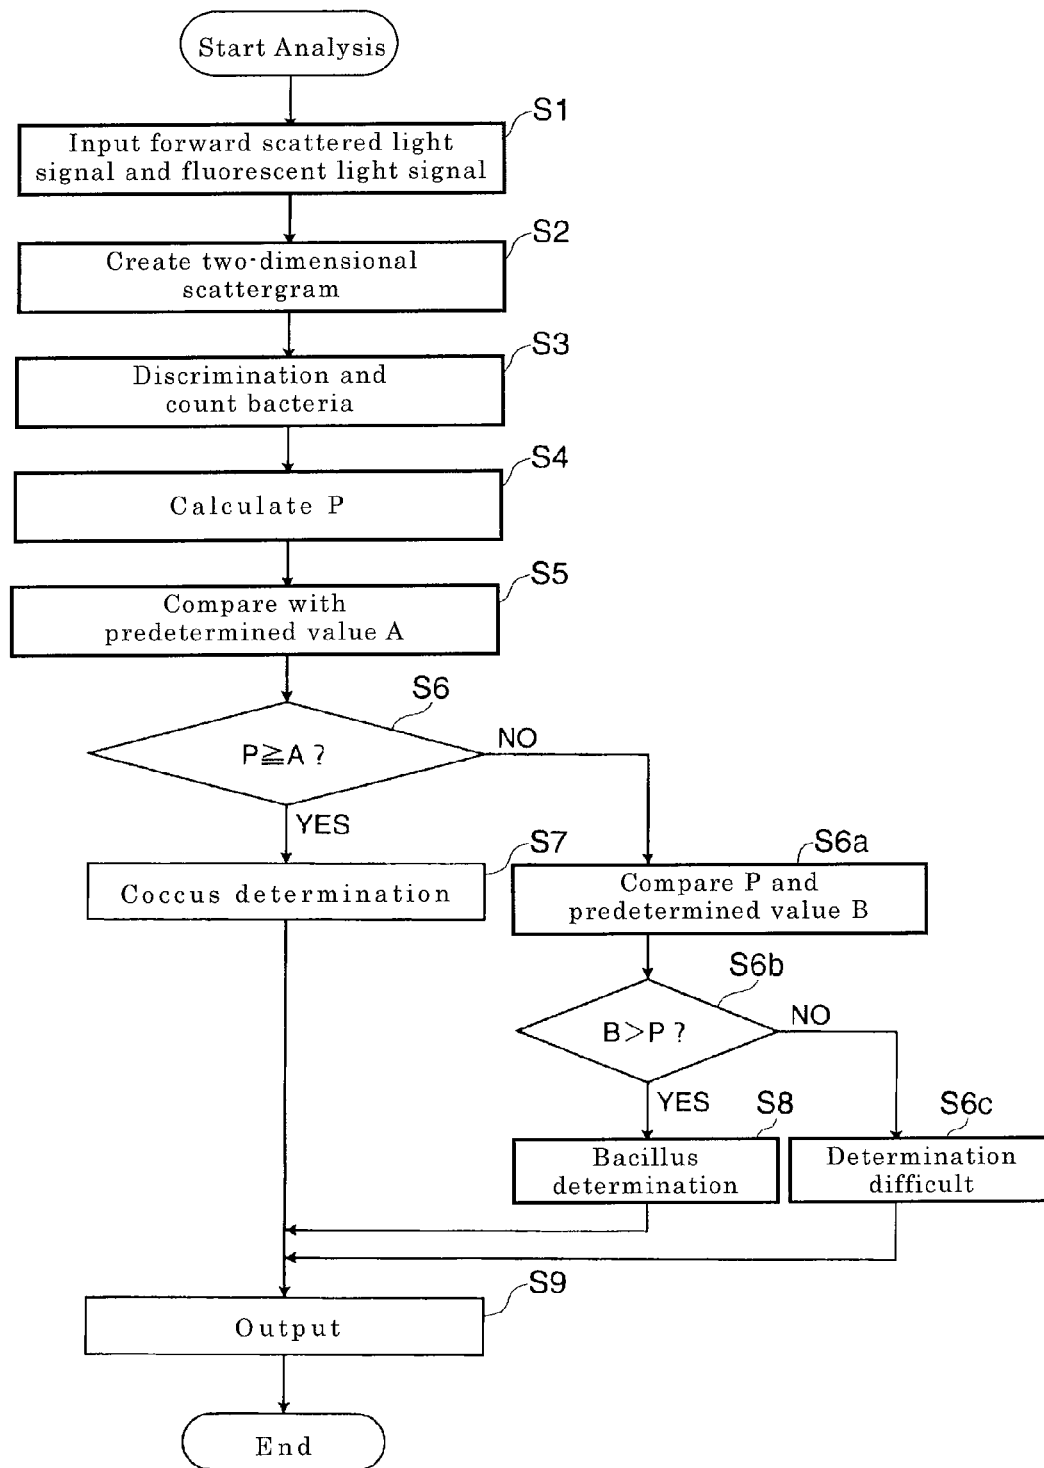 Start Analysis
S1
Input forward scattered light
signal and fluorescent light signal
S2
Create two-dimensional
scattergram
S3
Discrimination and
count bacteria
S4
Calculate P
S5
Compare with
predetermined value A
S6
P≧A ?
NO
YES
S7
Coccus determination
S6a
Compare P and
predetermined value B
S6b
B>P ?
NO
YES
S8
Bacillus
determination
S6c
Determination
difficult
S9
Output
End